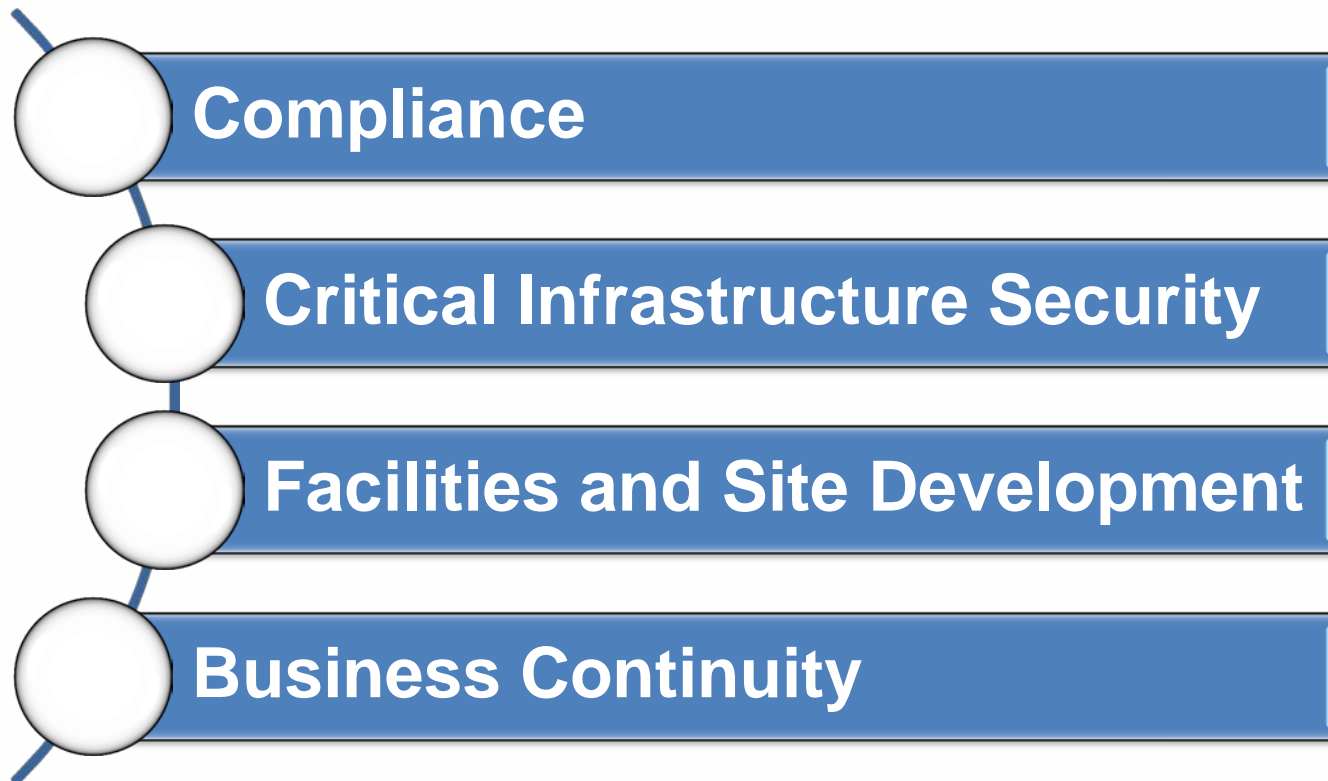 Compliance
Critical Infrastructure Security
Facilities and Site Development
Business Continuity